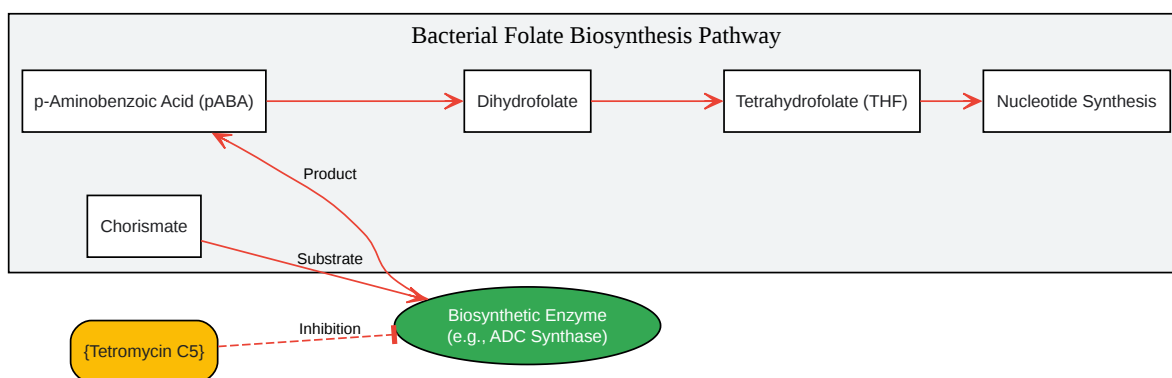 Bacterial Folate Biosynthesis Pathway
p-Aminobenzoic Acid (pABA)
Dihydrofolate
Tetrahydrofolate (THF)
Nucleotide Synthesis
Product
Chorismate
Substrate
Biosynthetic Enzyme
(e.g., ADC Synthase)
Inhibition
{Tetromycin C5}